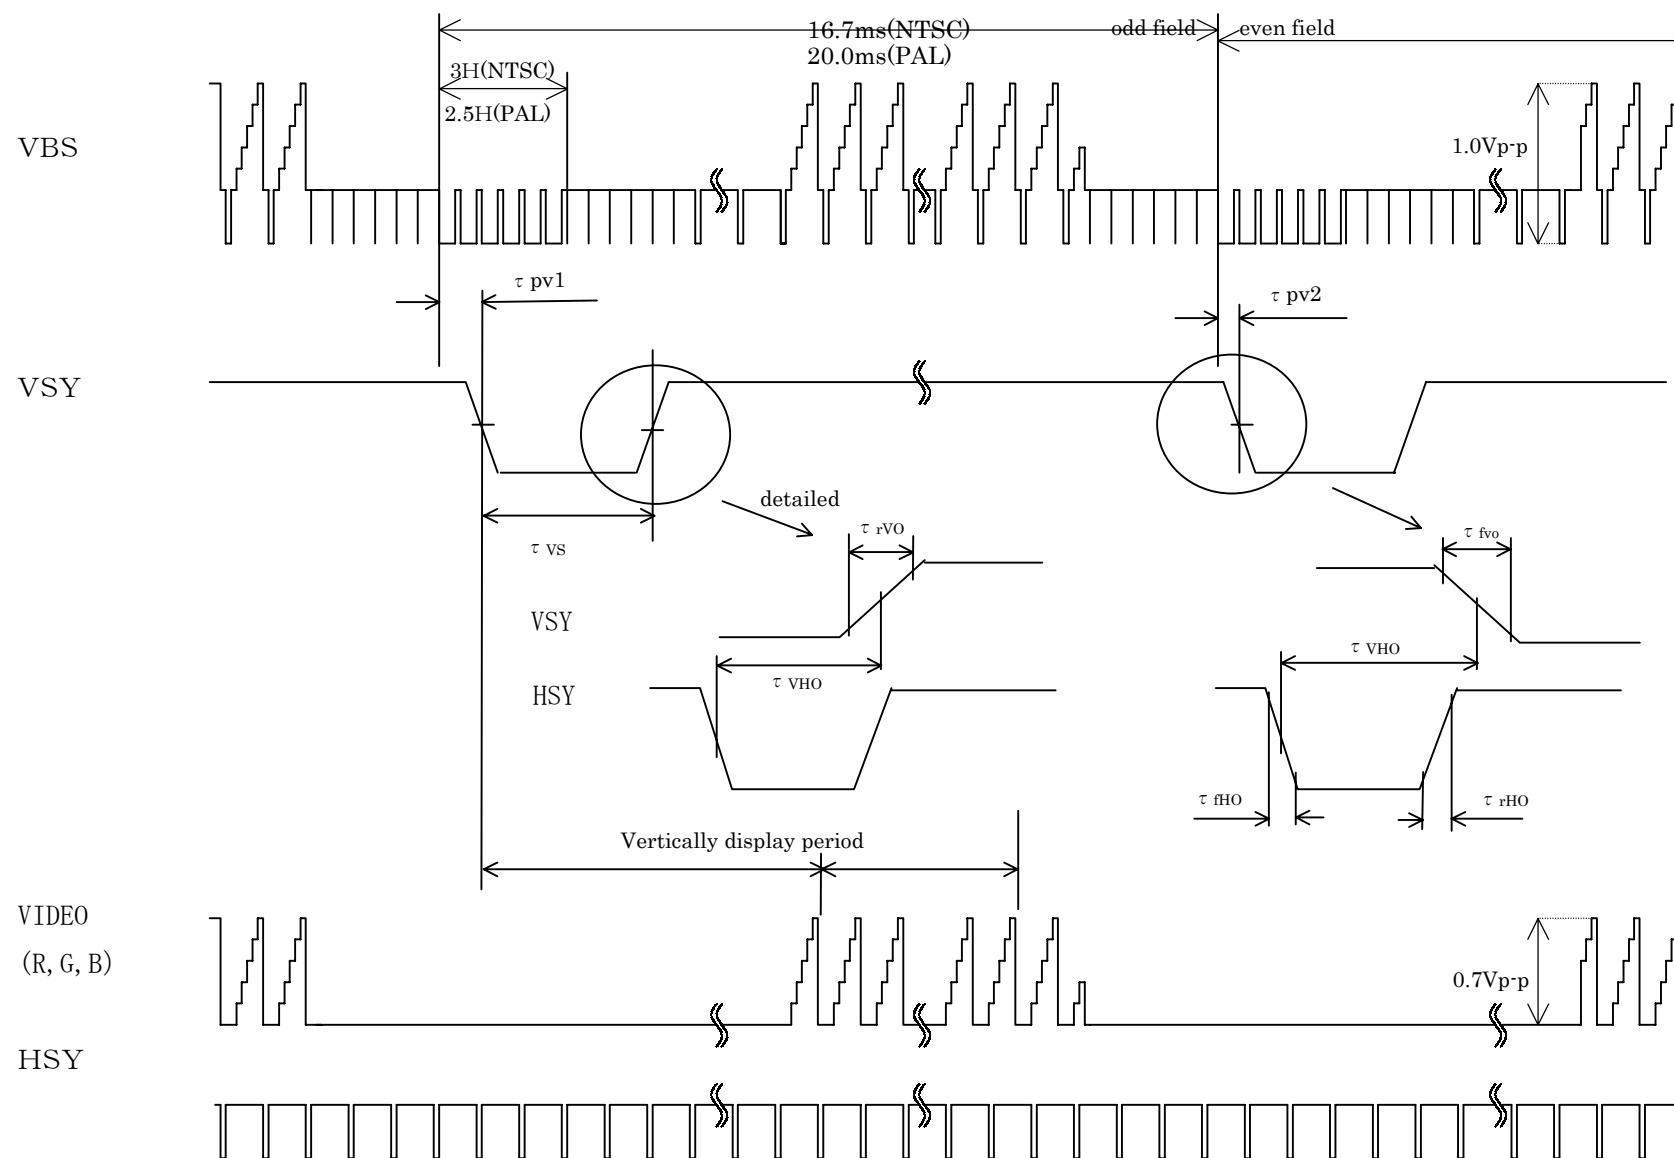 16.7ms(NTSC)
20.0ms(PAL)
odd field
even field
3H(NTSC)
2.5H(PAL)
VBS
1.0Vp-p
τ pv1
τ pv2
VSY
detailed
τ VS
τ rVO
τ fvo
VSY
τ VHO
τ VHO
HSY
τ fHO
τ rHO
Vertically display period
VIDEO
(R, G, B)
0.7Vp-p
HSY